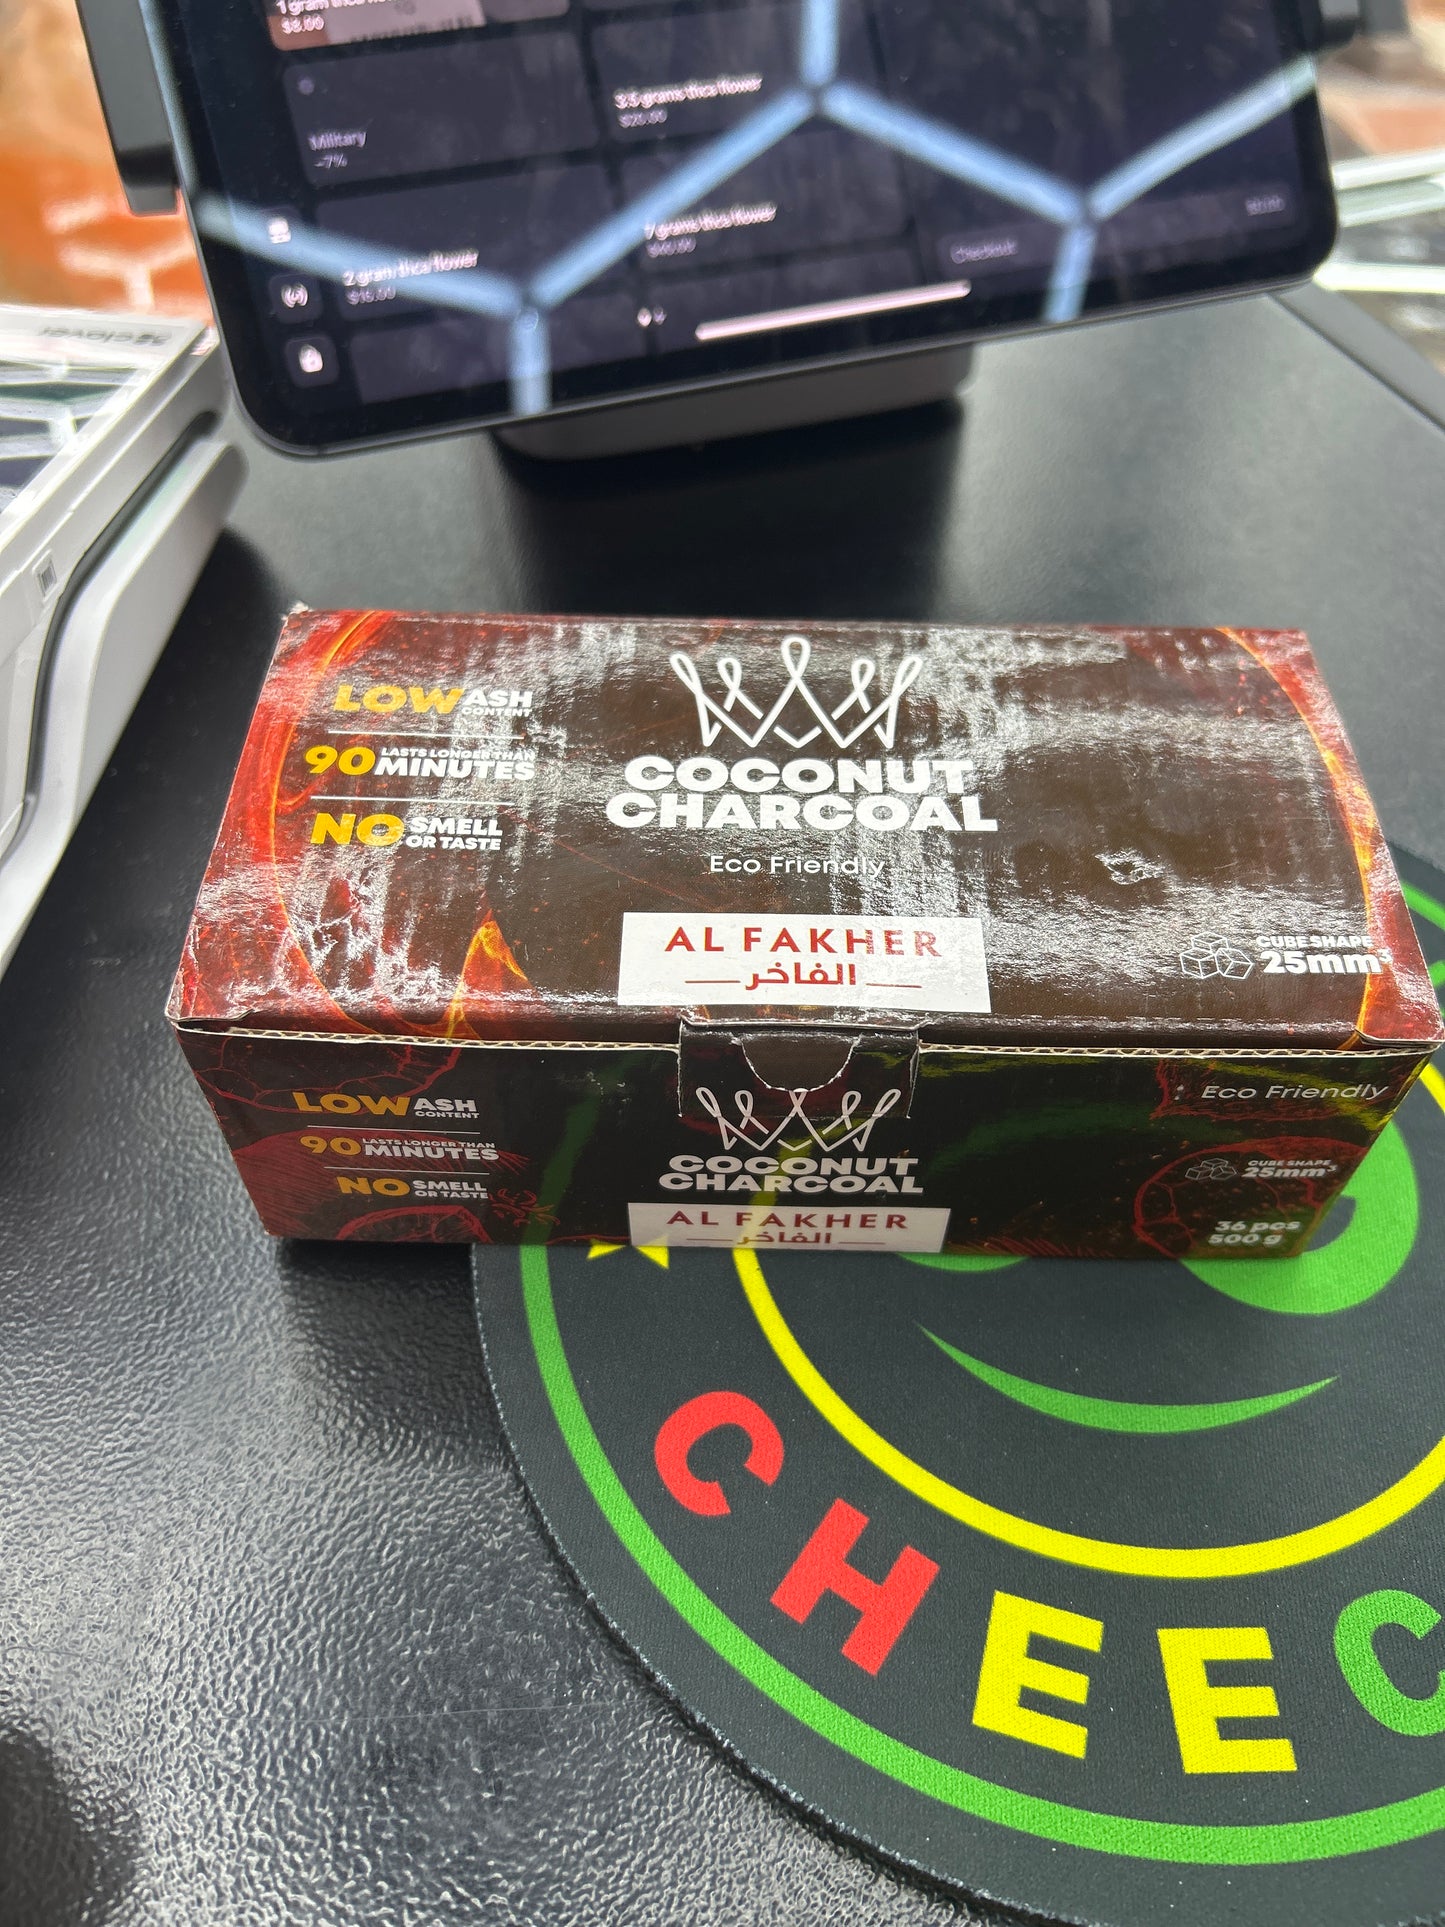 1 gram thca
$8.00
Military
-7%
3.5 grams thca flower
$20.00
2 gram thca flower
$16.00
7 grams thca flower
$40.00
Checkout
clover
LOW ASH
CONTENT
90 LASTS LONGER THAN
MINUTES
NO SMELL
OR TASTE
COCONUT
CHARCOAL
Eco Friendly
AL FAKHER
الفاخر
CUBE SHAPE
25mm³
LOW ASH
CONTENT
90 LASTS LONGER THAN
MINUTES
NO SMELL
OR TASTE
COCONUT
CHARCOAL
AL FAKHER
الفاخر
Eco Friendly
CUBE SHAPE
25mm³
36 pcs
500 g
CHEEC